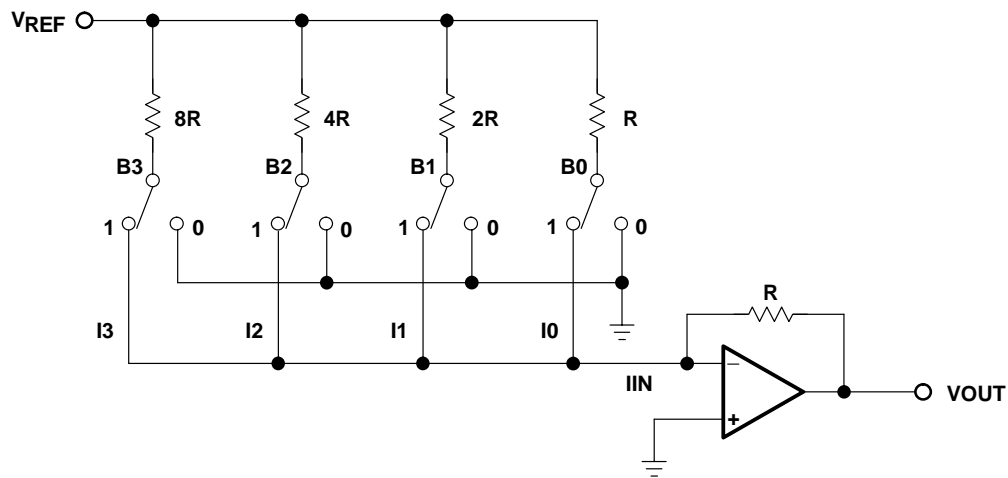 VREF
8R 4R 2R R
B3 B2 B1 B0
1 0 1 0 1 0 1 0
R
I3 I2 I1 I0
IIN
−
VOUT
+